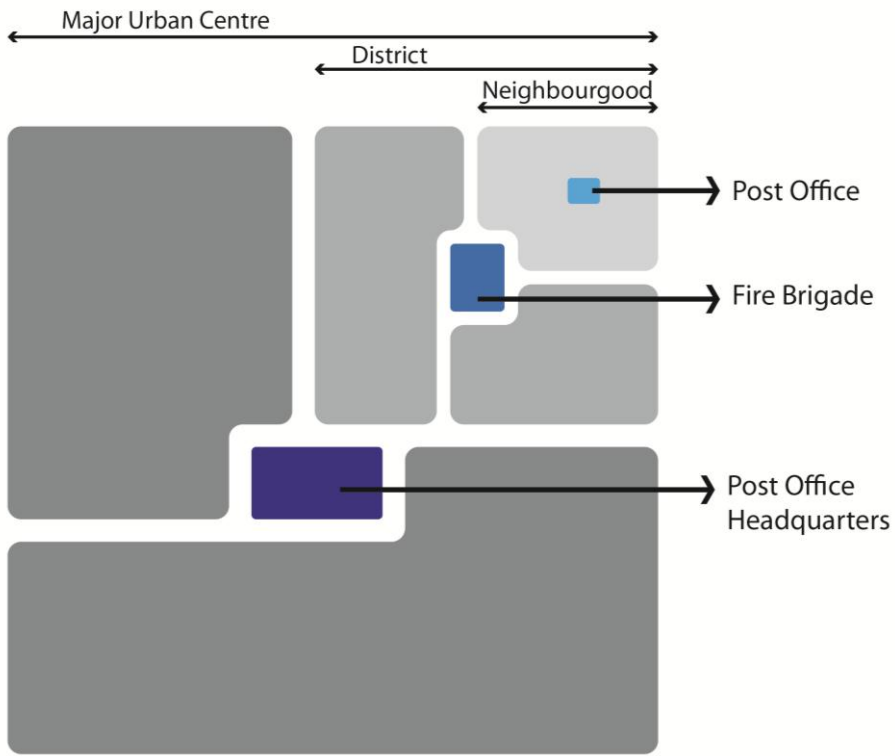 Major Urban Centre
District
Neighbourgood
Post Office
Fire Brigade
Post Office
Headquarters